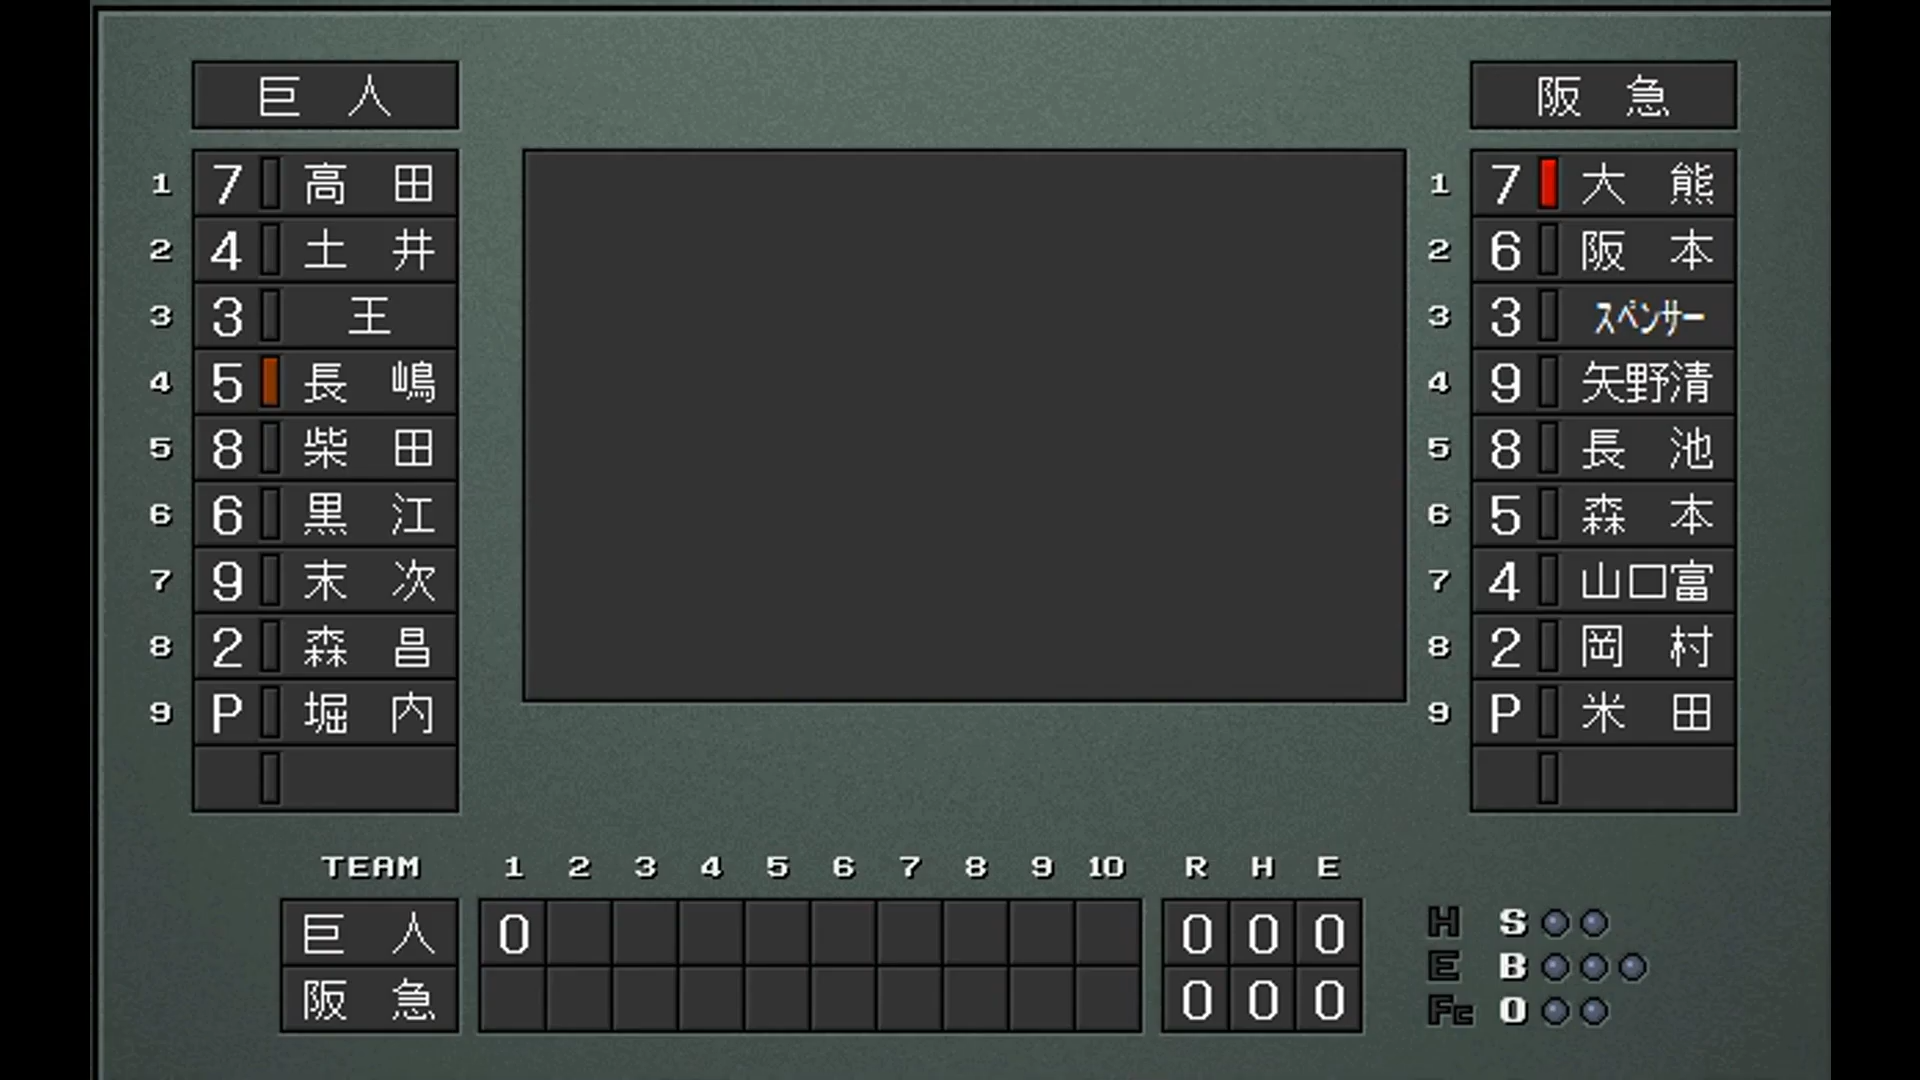 巨人
1 7 高田
2 4 土井
3 3 王
4 5 長嶋
5 8 柴田
6 6 黒江
7 9 末次
8 2 森昌
9 P 堀内
阪急
1 7 大熊
2 6 阪本
3 3 スペンサー
4 9 矢野清
5 8 長池
6 5 森本
7 4 山口富
8 2 岡村
9 P 米田
TEAM 1 2 3 4 5 6 7 8 9 10 R H E
巨人 0 0 0 0
阪急 0 0 0
H S
E B
Fc O